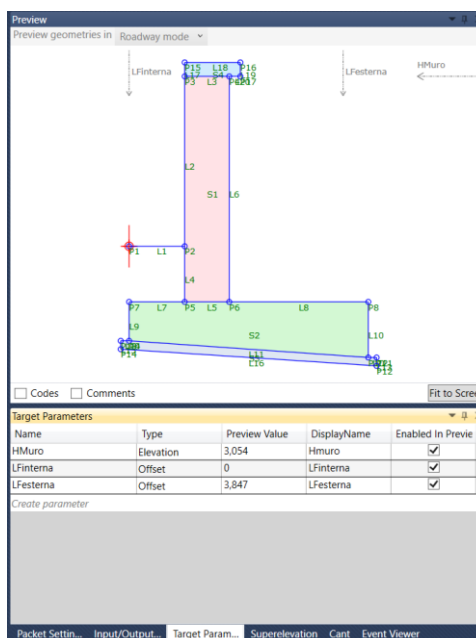 Preview
Preview geometries in Roadway mode
LFinterna
LFesterna
HMuro
P15 L18 P16
L17 S4 L19
P3 L3
L2
S1
L6
P1 L1 P2
L4
P7 L7 P5 L5 P6 L8 P8
L9
S2
L10
L11
P14
L16
P12
Codes
Comments
Fit to Scree
Target Parameters
Name Type Preview Value DisplayName Enabled In Previe
HMuro Elevation 3,054 Hmuro
LFinterna Offset 0 LFinterna
LFesterna Offset 3,847 LFesterna
Create parameter
Packet Settin... Input/Output... Target Param... Superelevation Cant Event Viewer